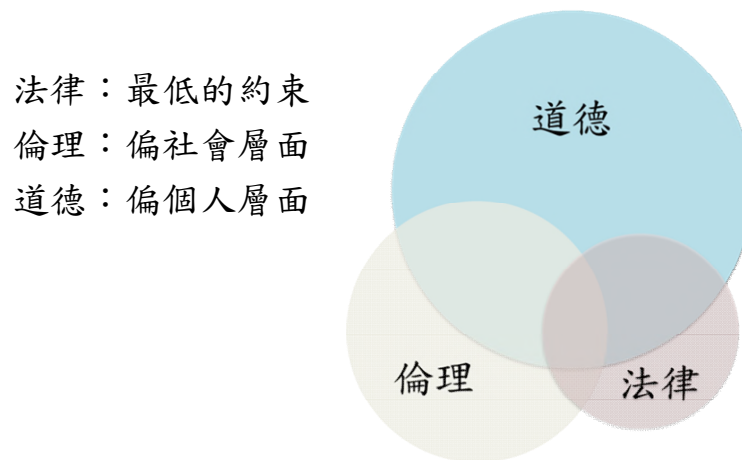 法律：最低的約束
倫理：偏社會層面
道德：偏個人層面
道德
倫理
法律